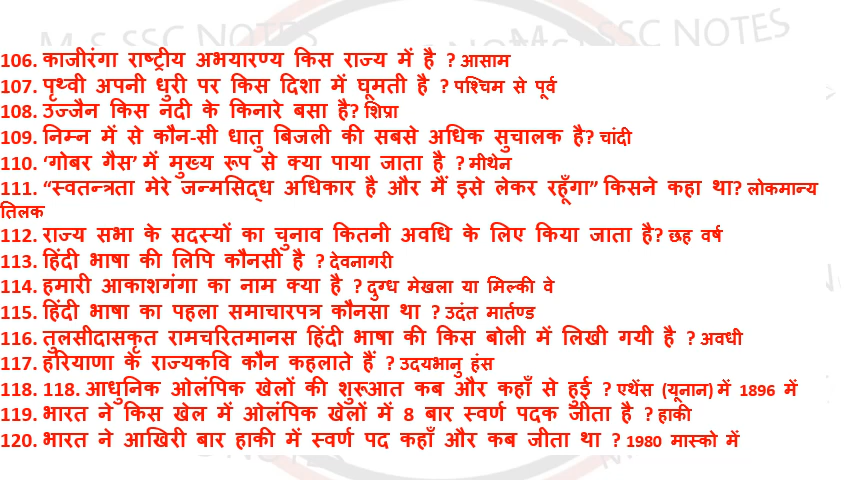 M S SSC NOTES
M S SSC NOTES
106. काजीरंगा राष्ट्रीय अभयारण्य किस राज्य में है ? आसाम
107. पृथ्वी अपनी धुरी पर किस दिशा में घूमती है ? पश्चिम से पूर्व
108. उज्जैन किस नदी के किनारे बसा है? शिप्रा
109. निम्न में से कौन-सी धातु बिजली की सबसे अधिक सुचालक है? चांदी
110. ‘गोबर गैस’ में मुख्य रूप से क्या पाया जाता है ? मीथेन
111. “स्वतन्त्रता मेरे जन्मसिद्ध अधिकार है और मैं इसे लेकर रहूँगा” किसने कहा था? लोकमान्य
तिलक
112. राज्य सभा के सदस्यों का चुनाव कितनी अवधि के लिए किया जाता है? छह वर्ष
113. हिंदी भाषा की लिपि कौनसी है ? देवनागरी
114. हमारी आकाशगंगा का नाम क्या है ? दुग्ध मेखला या मिल्की वे
115. हिंदी भाषा का पहला समाचारपत्र कौनसा था ? उदंत मार्तण्ड
116. तुलसीदासकृत रामचरितमानस हिंदी भाषा की किस बोली में लिखी गयी है ? अवधी
117. हरियाणा के राज्यकवि कौन कहलाते हैं ? उदयभानु हंस
118. 118. आधुनिक ओलंपिक खेलों की शुरूआत कब और कहाँ से हुई ? एथेंस (यूनान) में 1896 में
119. भारत ने किस खेल में ओलंपिक खेलों में 8 बार स्वर्ण पदक जीता है ? हाकी
120. भारत ने आखिरी बार हाकी में स्वर्ण पद कहाँ और कब जीता था ? 1980 मास्को में